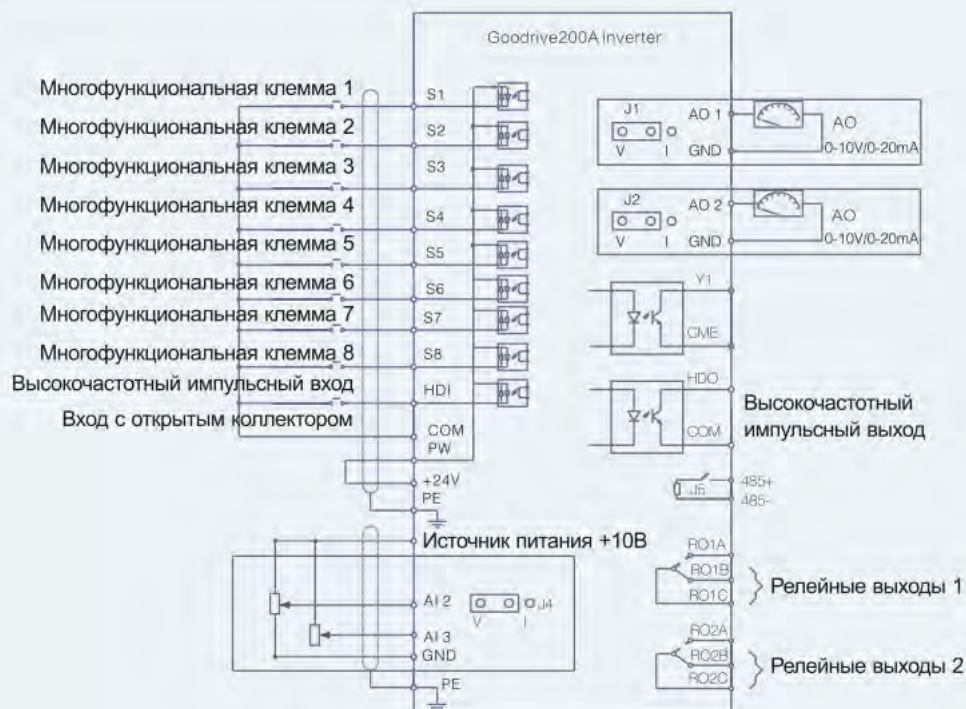 Goodrive200A Inverter
Многофункциональная клемма 1
S1
Многофункциональная клемма 2
S2
Многофункциональная клемма 3
S3
Многофункциональная клемма 4
S4
Многофункциональная клемма 5
S5
Многофункциональная клемма 6
S6
Многофункциональная клемма 7
S7
Многофункциональная клемма 8
S8
Высокочастотный импульсный вход
HDI
Вход с открытым коллектором
COM
PW
+24V
PE
Источник питания +10В
AI 2
AI 3
GND
V
I
J4
PE
J1
V
I
AO 1
GND
AO
0-10V/0-20mA
J2
V
I
AO 2
GND
AO
0-10V/0-20mA
Y1
CME
HDO
COM
Высокочастотный
импульсный выход
J5
485+
485-
RO1A
RO1B
RO1C
Релейные выходы 1
RO2A
RO2B
RO2C
Релейные выходы 2